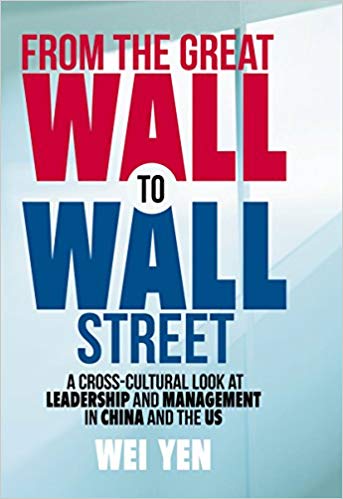 FROM THE GREAT
WALL
TO
WALL
STREET
A CROSS-CULTURAL LOOK AT
LEADERSHIP AND MANAGEMENT
IN CHINA AND THE US
WEI YEN